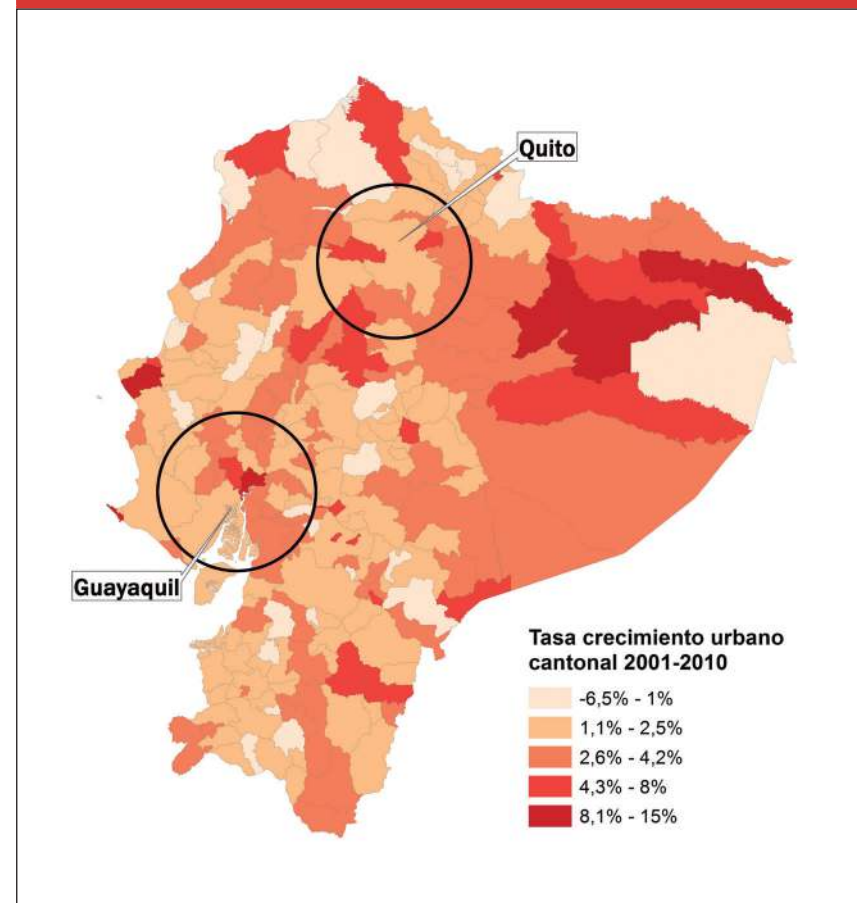 Quito
Guayaquil
Tasa crecimiento urbano
cantonal 2001-2010
-6,5% - 1%
1,1% - 2,5%
2,6% - 4,2%
4,3% - 8%
8,1% - 15%